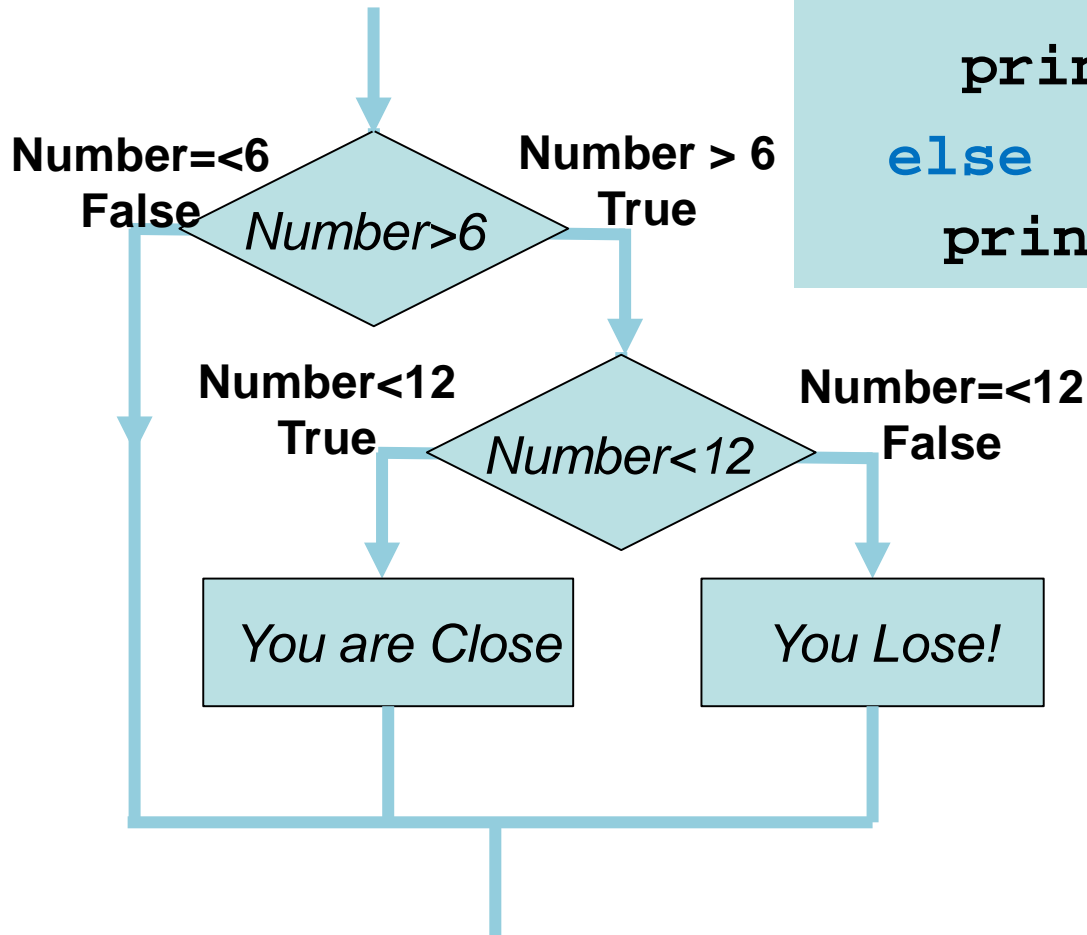 prin
else
prin
Number=<6
False
Number > 6
True
Number>6
Number<12
True
Number=<12
False
Number<12
You are Close
You Lose!